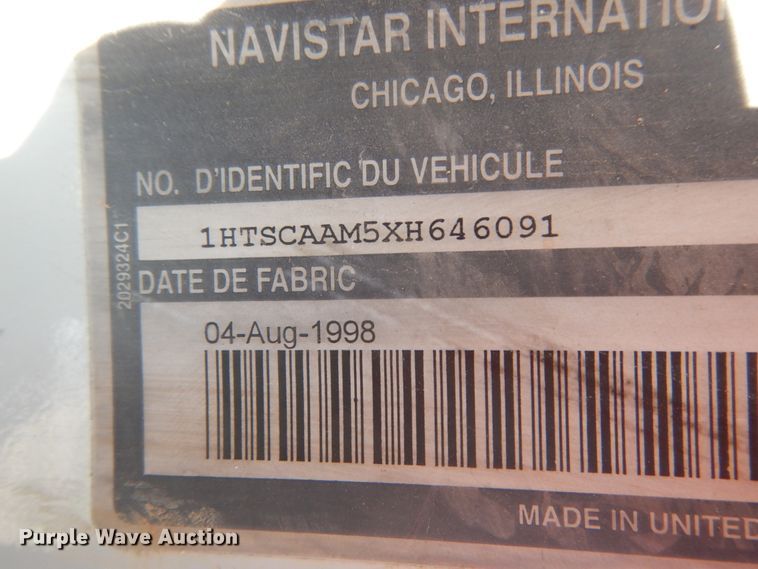 NAVISTAR INTERNATIO
CHICAGO, ILLINOIS
NO. D'IDENTIFIC DU VEHICULE
1HTSCAAM5XH646091
2029324C1
DATE DE FABRIC
04-Aug-1998
MADE IN UNITED
Purple Wave Auction